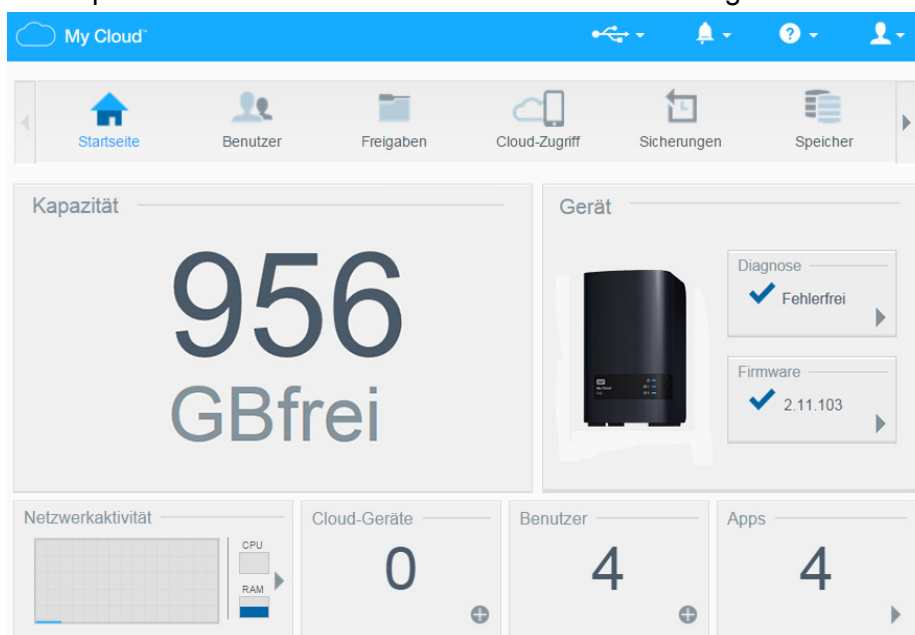 My Cloud™
Startseite
Benutzer
Freigaben
Cloud-Zugriff
Sicherungen
Speicher
Kapazität
956
GBfrei
Gerät
Diagnose
Fehlerfrei
Firmware
2.11.103
Netzwerkaktivität
CPU
RAM
Cloud-Geräte
0
Benutzer
4
Apps
4